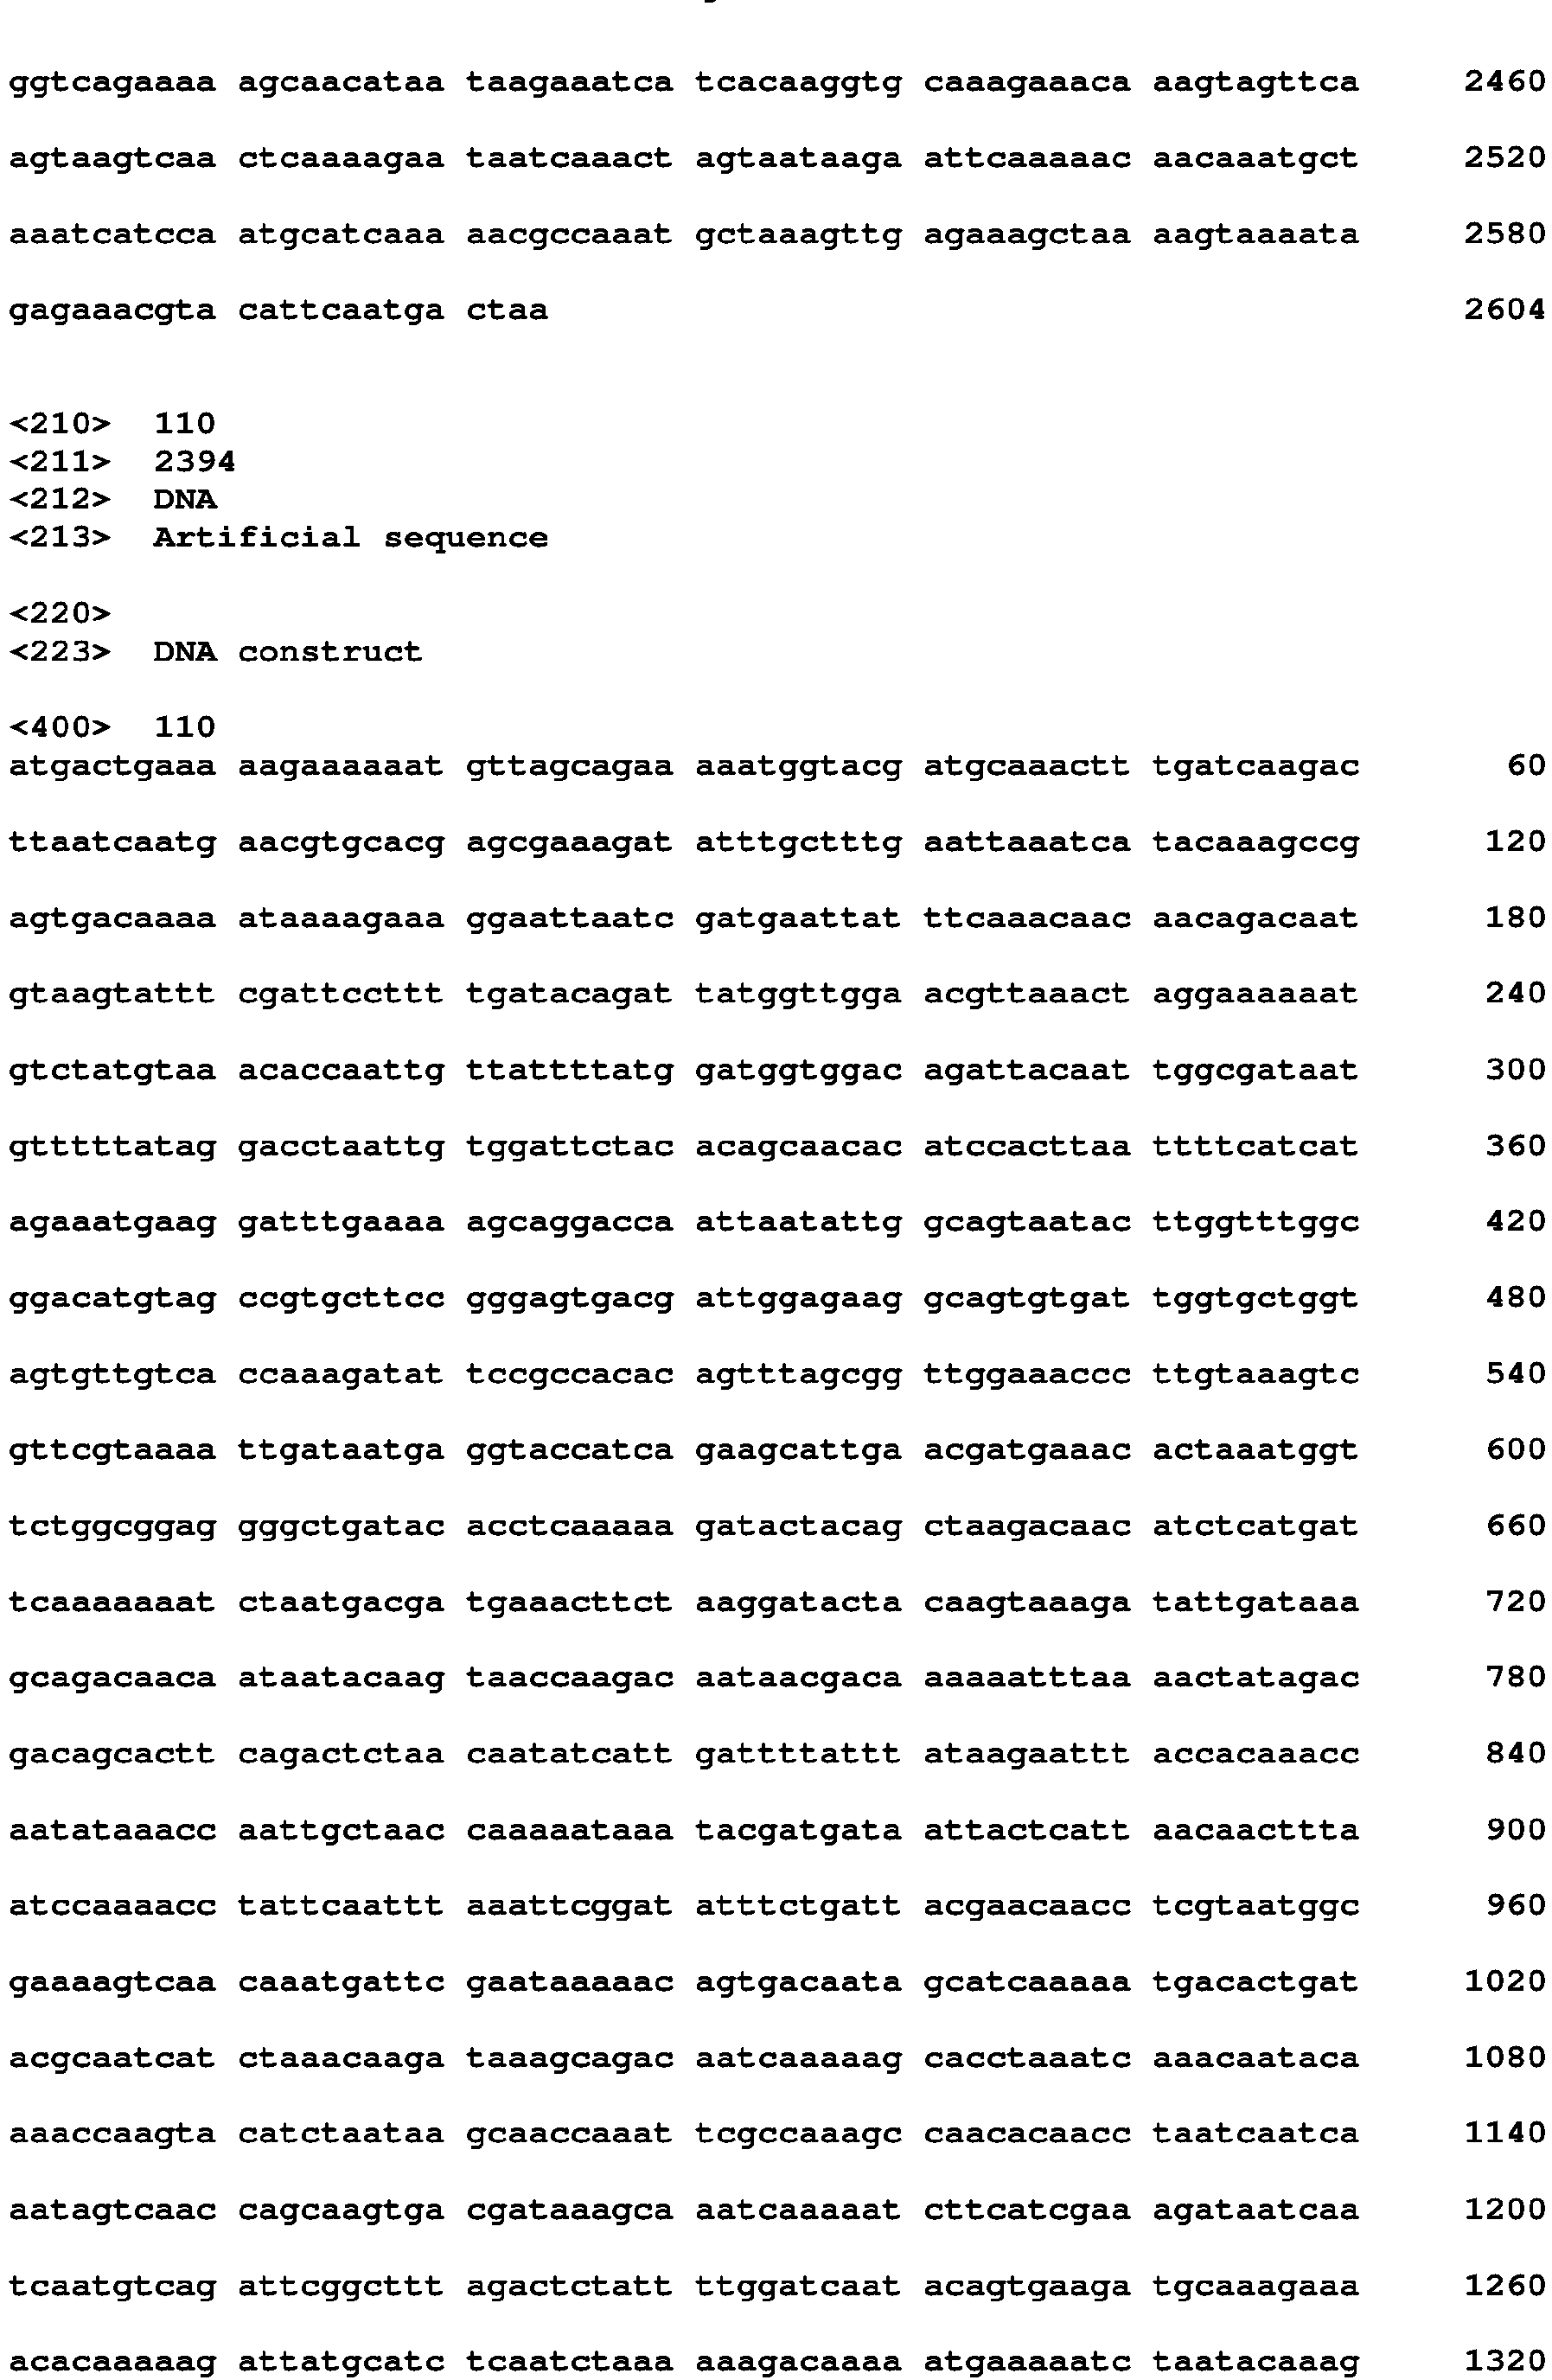 ggtcagaaaa agcaacataa taagaaatca tcacaaggtg caaagaaaca aagtagttca 2460
agtaagtcaa ctcaaaagaa taatcaaact agtaataaga attcaaaaac aacaaatgct 2520
aaatcatcca atgcatcaaa aacgccaaat gctaaagttg agaaagctaa aagtaaaata 2580
gagaaacgta cattcaatga ctaa 2604
<210> 110
<211> 2394
<212> DNA
<213> Artificial sequence
<220>
<223> DNA construct
<400> 110
atgactgaaa aagaaaaaat gttagcagaa aaatggtacg atgcaaactt tgatcaagac 60
ttaatcaatg aacgtgcacg agcgaaagat atttgctttg aattaaatca tacaaagccg 120
agtgacaaaa ataaaagaaa ggaattaatc gatgaattat ttcaaacaac aacagacaat 180
gtaagtattt cgattccttt tgatacagat tatggttgga acgttaaact aggaaaaaat 240
gtctatgtaa acaccaattg ttattttatg gatggtggac agattacaat tggcgataat 300
gtttttatag gacctaattg tggattctac acagcaacac atccacttaa ttttcatcat 360
agaaatgaag gatttgaaaa agcaggacca attaatattg gcagtaatac ttggtttggc 420
ggacatgtag ccgtgcttcc gggagtgacg attggagaag gcagtgtgat tggtgctggt 480
agtgttgtca ccaaagatat tccgccacac agtttagcgg ttggaaaccc ttgtaaagtc 540
gttcgtaaaa ttgataatga ggtaccatca gaagcattga acgatgaaac actaaatggt 600
tctggcggag gggctgatac acctcaaaaa gatactacag ctaagacaac atctcatgat 660
tcaaaaaaat ctaatgacga tgaaacttct aaggatacta caagtaaaga tattgataaa 720
gcagacaaca ataatacaag taaccaagac aataacgaca aaaaatttaa aactatagac 780
gacagcactt cagactctaa caatatcatt gattttattt ataagaattt accacaaacc 840
aatataaacc aattgctaac caaaaataaa tacgatgata attactcatt aacaacttta 900
atccaaaacc tattcaattt aaattcggat atttctgatt acgaacaacc tcgtaatggc 960
gaaaagtcaa caaatgattc gaataaaaac agtgacaata gcatcaaaaa tgacactgat 1020
acgcaatcat ctaaacaaga taaagcagac aatcaaaaag cacctaaatc aaacaataca 1080
aaaccaagta catctaataa gcaaccaaat tcgccaaagc caacacaacc taatcaatca 1140
aatagtcaac cagcaagtga cgataaagca aatcaaaaat cttcatcgaa agataatcaa 1200
tcaatgtcag attcggcttt agactctatt ttggatcaat acagtgaaga tgcaaagaaa 1260
acacaaaaag attatgcatc tcaatctaaa aaagacaaaa atgaaaaatc taatacaaag 1320